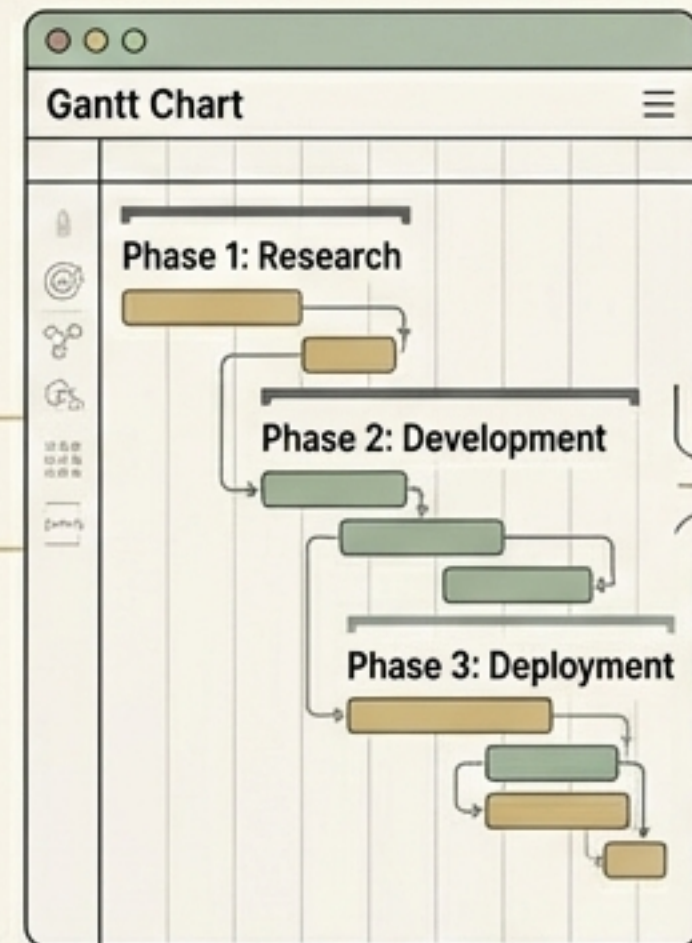 Gantt Chart
Phase 1: Research
Phase 2: Development
Phase 3: Deployment